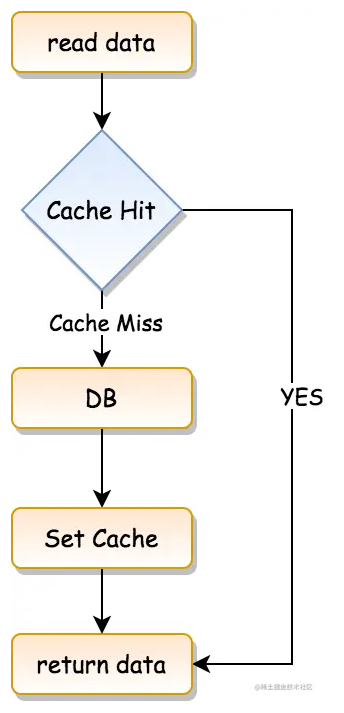 read data
Cache Hit
Cache Miss
DB
YES
Set Cache
return data
@稀土掘金技术社区